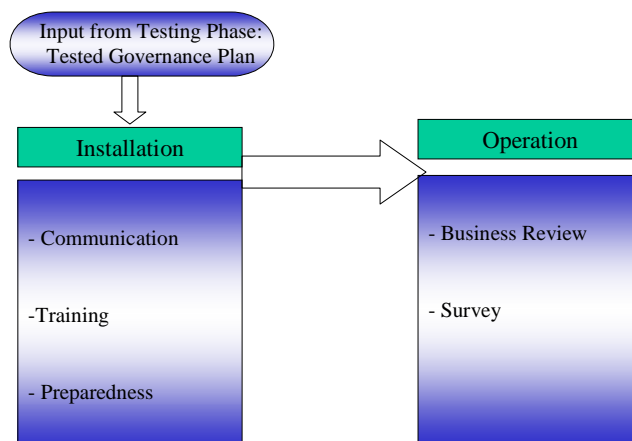 Input from Testing Phase:
Tested Governance Plan
Installation
- Communication
-Training
- Preparedness
Operation
- Business Review
- Survey